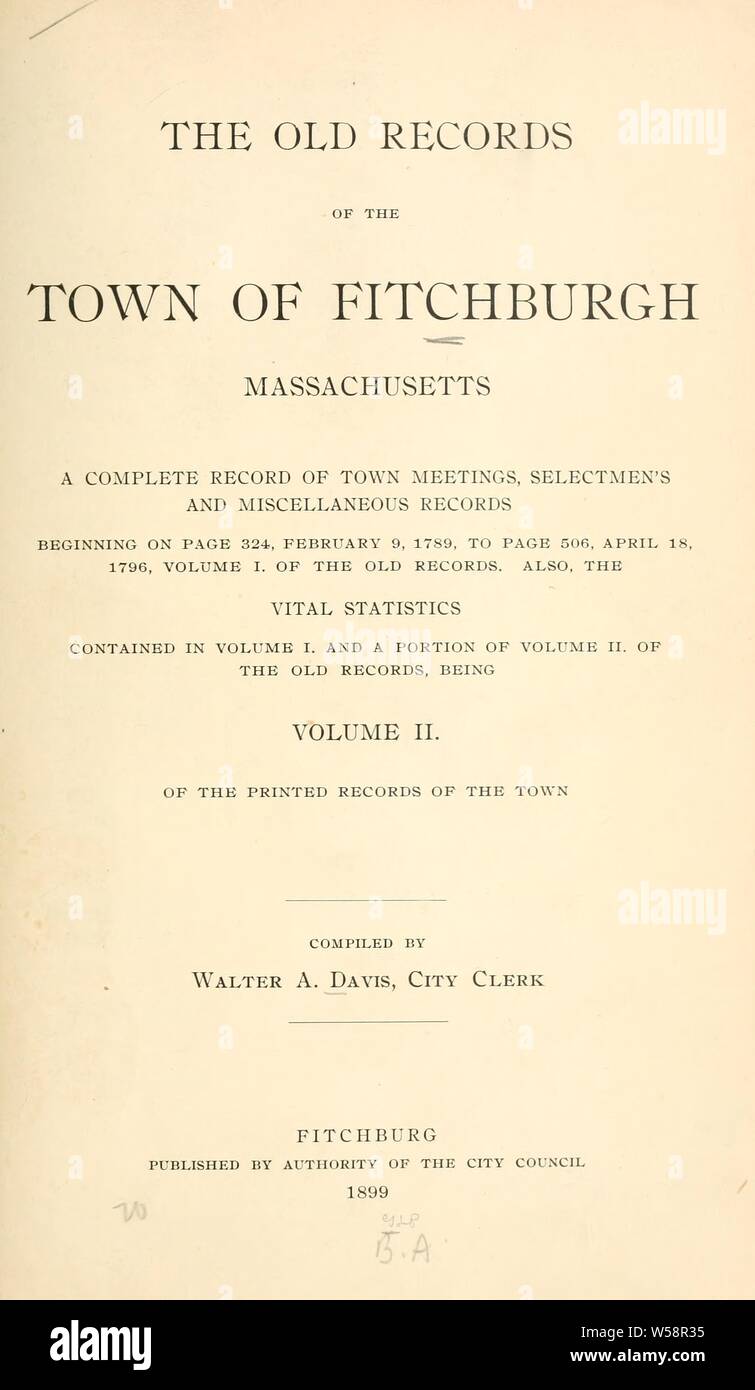 THE OLD RECORDS
OF THE
TOWN OF FITCHBURGH
MASSACHUSETTS
A COMPLETE RECORD OF TOWN MEETINGS, SELECTMEN'S
AND MISCELLANEOUS RECORDS
BEGINNING ON PAGE 324, FEBRUARY 9, 1789, TO PAGE 506, APRIL 18,
1796, VOLUME I. OF THE OLD RECORDS. ALSO, THE
VITAL STATISTICS
CONTAINED IN VOLUME I. AND A PORTION OF VOLUME II. OF
THE OLD RECORDS, BEING
VOLUME II.
OF THE PRINTED RECORDS OF THE TOWN
COMPILED BY
WALTER A. DAVIS, CITY CLERK
FITCHBURG
PUBLISHED BY AUTHORITY OF THE CITY COUNCIL
1899
B.A
alamy
Image ID: W58R35
www.alamy.com